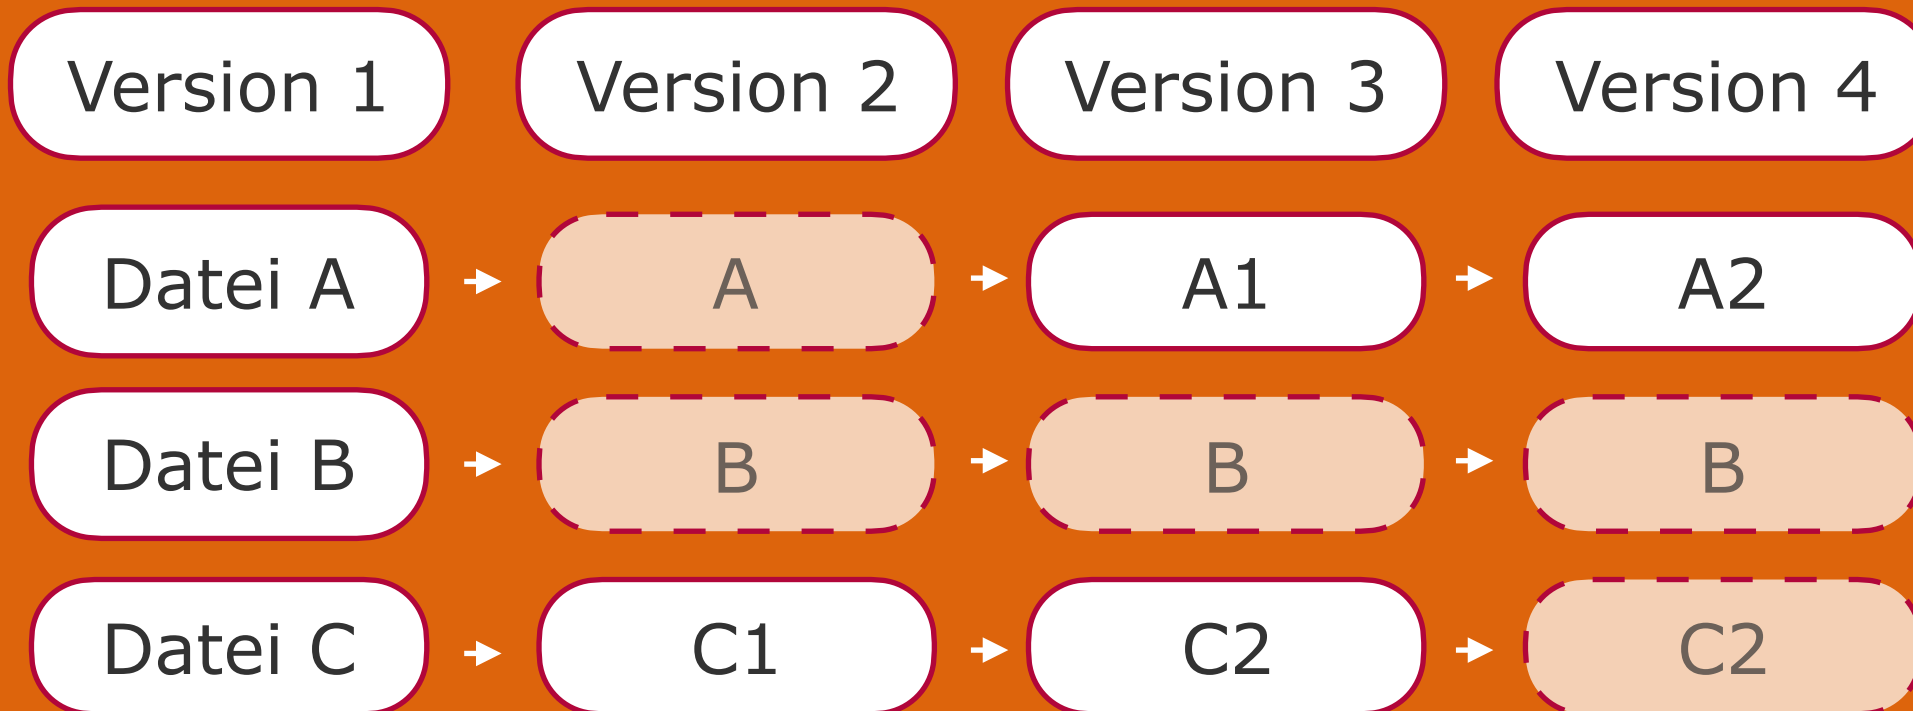 Version 1 Version 2 Version 3 Version 4
Datei A A A1 A2
Datei B B B B
Datei C C1 C2 C2